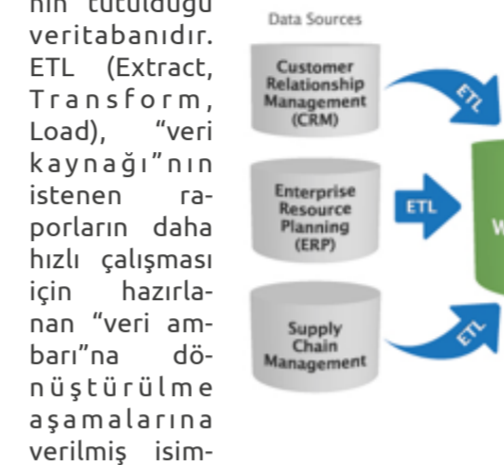 nin tutulduğu
veritabanıdır.
ETL (Extract,
Transform,
Load), “veri
kaynağı”nın
istenen ra-
porların daha
hızlı çalışması
için hazırla-
nan “veri am-
barı”na dö-
nüştürülme
aşamalarına
verilmiş isim-
Data Sources
Customer
Relationship
Management
(CRM)
ETL
Enterprise
Resource
Planning
(ERP)
ETL
Supply
Chain
Management
ETL